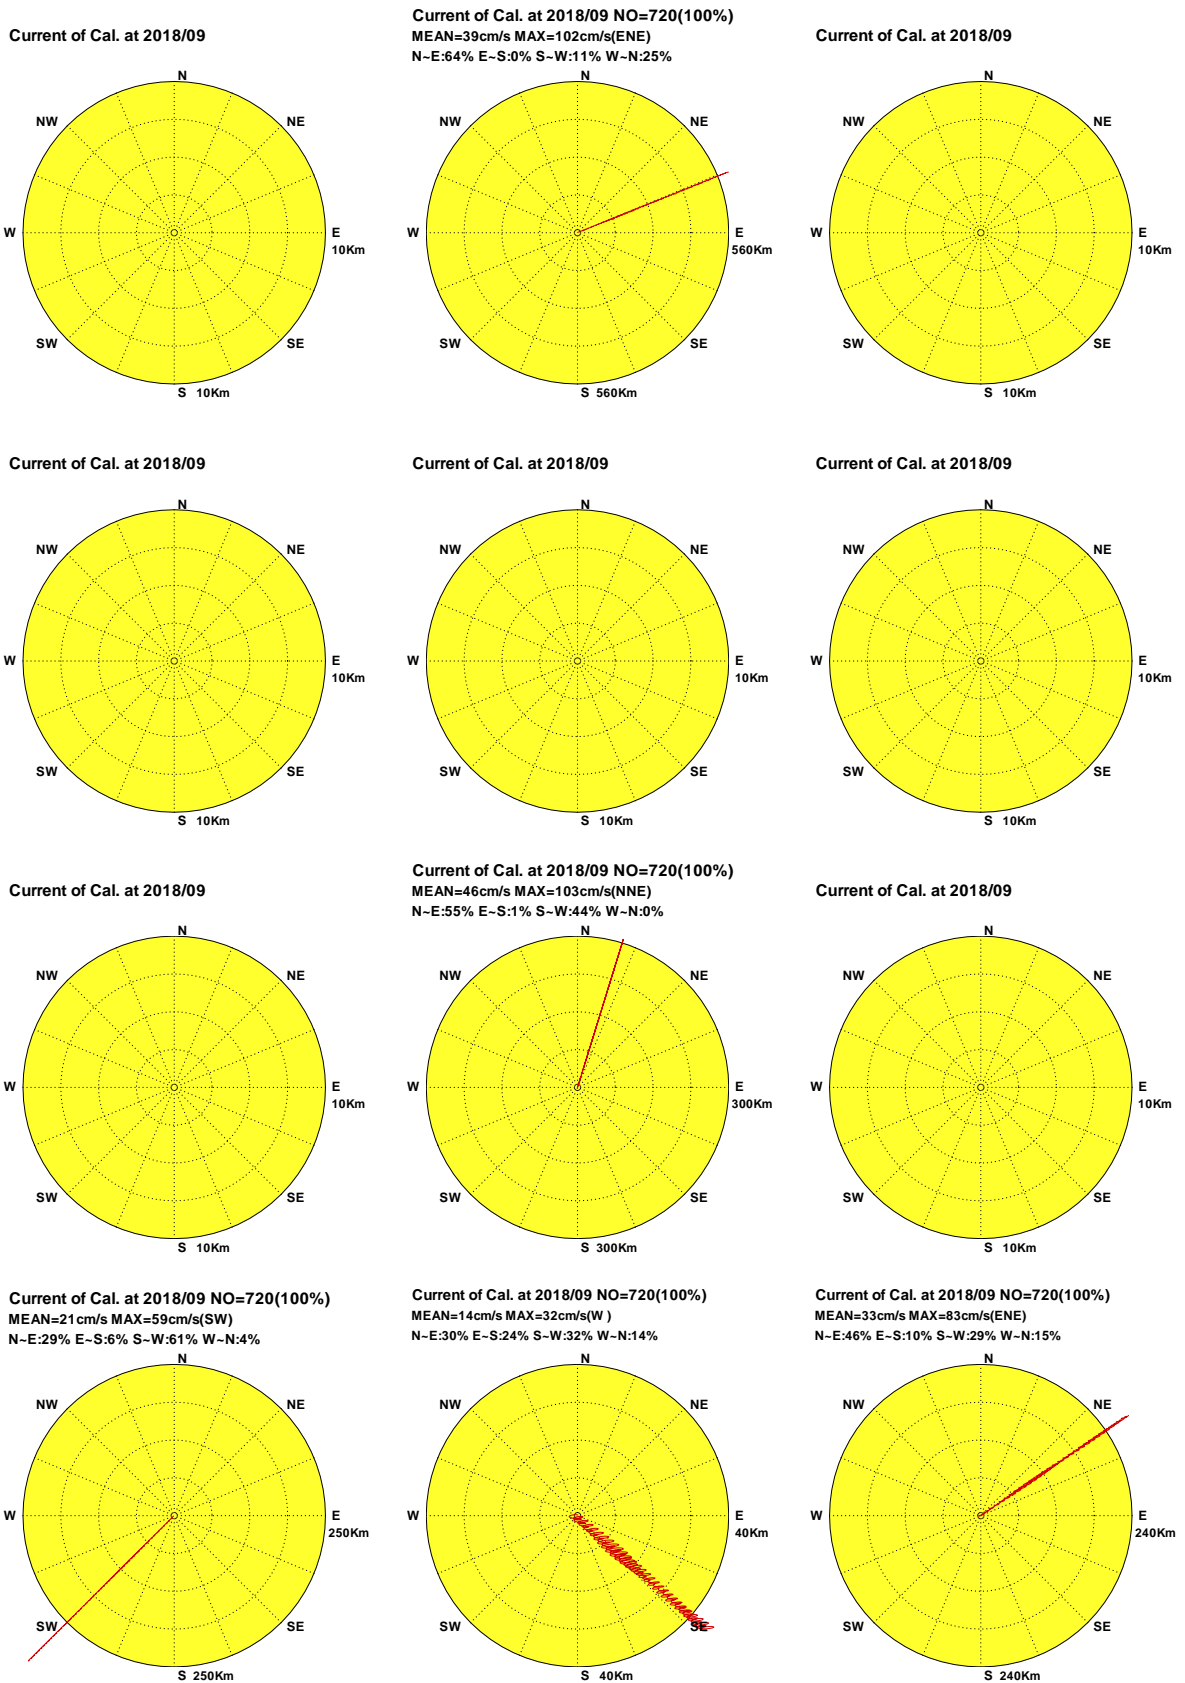 Current of Cal. at 2018/09
N
NW
NE
W
E
10Km
SW
SE
S 10Km
Current of Cal. at 2018/09 NO=720(100%)
MEAN=39cm/s MAX=102cm/s(ENE)
N~E:64% E~S:0% S~W:11% W~N:25%
N
NW
NE
W
E
560Km
SW
SE
S 560Km
Current of Cal. at 2018/09
N
NW
NE
W
E
10Km
SW
SE
S 10Km
Current of Cal. at 2018/09
N
NW
NE
W
E
10Km
SW
SE
S 10Km
Current of Cal. at 2018/09
N
NW
NE
W
E
10Km
SW
SE
S 10Km
Current of Cal. at 2018/09
N
NW
NE
W
E
10Km
SW
SE
S 10Km
Current of Cal. at 2018/09
N
NW
NE
W
E
10Km
SW
SE
S 10Km
Current of Cal. at 2018/09 NO=720(100%)
MEAN=46cm/s MAX=103cm/s(NNE)
N~E:55% E~S:1% S~W:44% W~N:0%
N
NW
NE
W
E
300Km
SW
SE
S 300Km
Current of Cal. at 2018/09
N
NW
NE
W
E
10Km
SW
SE
S 10Km
Current of Cal. at 2018/09 NO=720(100%)
MEAN=21cm/s MAX=59cm/s(SW)
N~E:29% E~S:6% S~W:61% W~N:4%
N
NW
NE
W
E
250Km
SW
SE
S 250Km
Current of Cal. at 2018/09 NO=720(100%)
MEAN=14cm/s MAX=32cm/s(W )
N~E:30% E~S:24% S~W:32% W~N:14%
N
NW
NE
W
E
40Km
SW
SE
S 40Km
Current of Cal. at 2018/09 NO=720(100%)
MEAN=33cm/s MAX=83cm/s(ENE)
N~E:46% E~S:10% S~W:29% W~N:15%
N
NW
NE
W
E
240Km
SW
SE
S 240Km